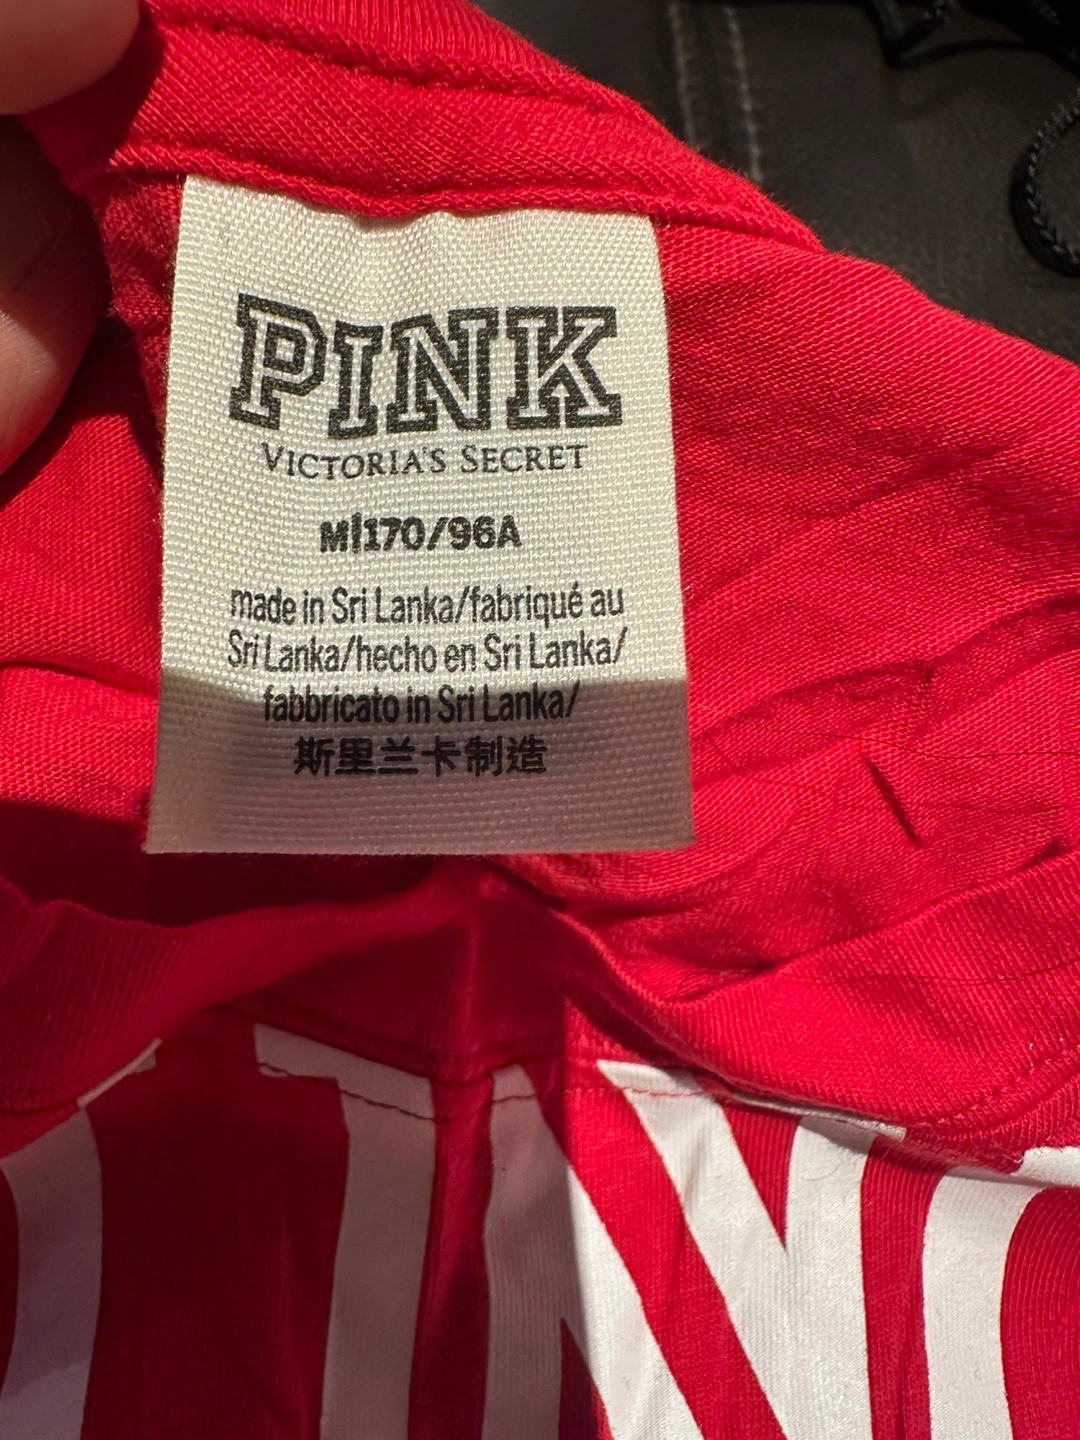 PINK
VICTORIA'S SECRET
M|170/96A
made in Sri Lanka/fabriqué au
Sri Lanka/hecho en Sri Lanka/
fabbricato in Sri Lanka/
斯里兰卡制造